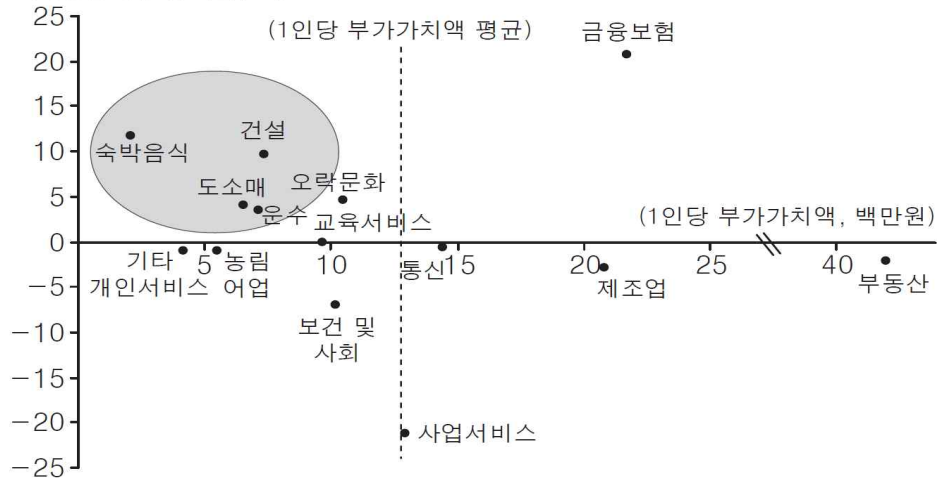 25
(1인당 부가가치액 평균)
금융보험
20
15
건설
10
숙박음식
도소매
오락문화
5
운수
교육서비스
(1인당 부가가치액, 백만원)
0
기타
개인서비스
5
농림
어업
10
통신
15
20
25
40
제조업
부동산
-5
보건 및
사회
-10
-15
-20
사업서비스
-25